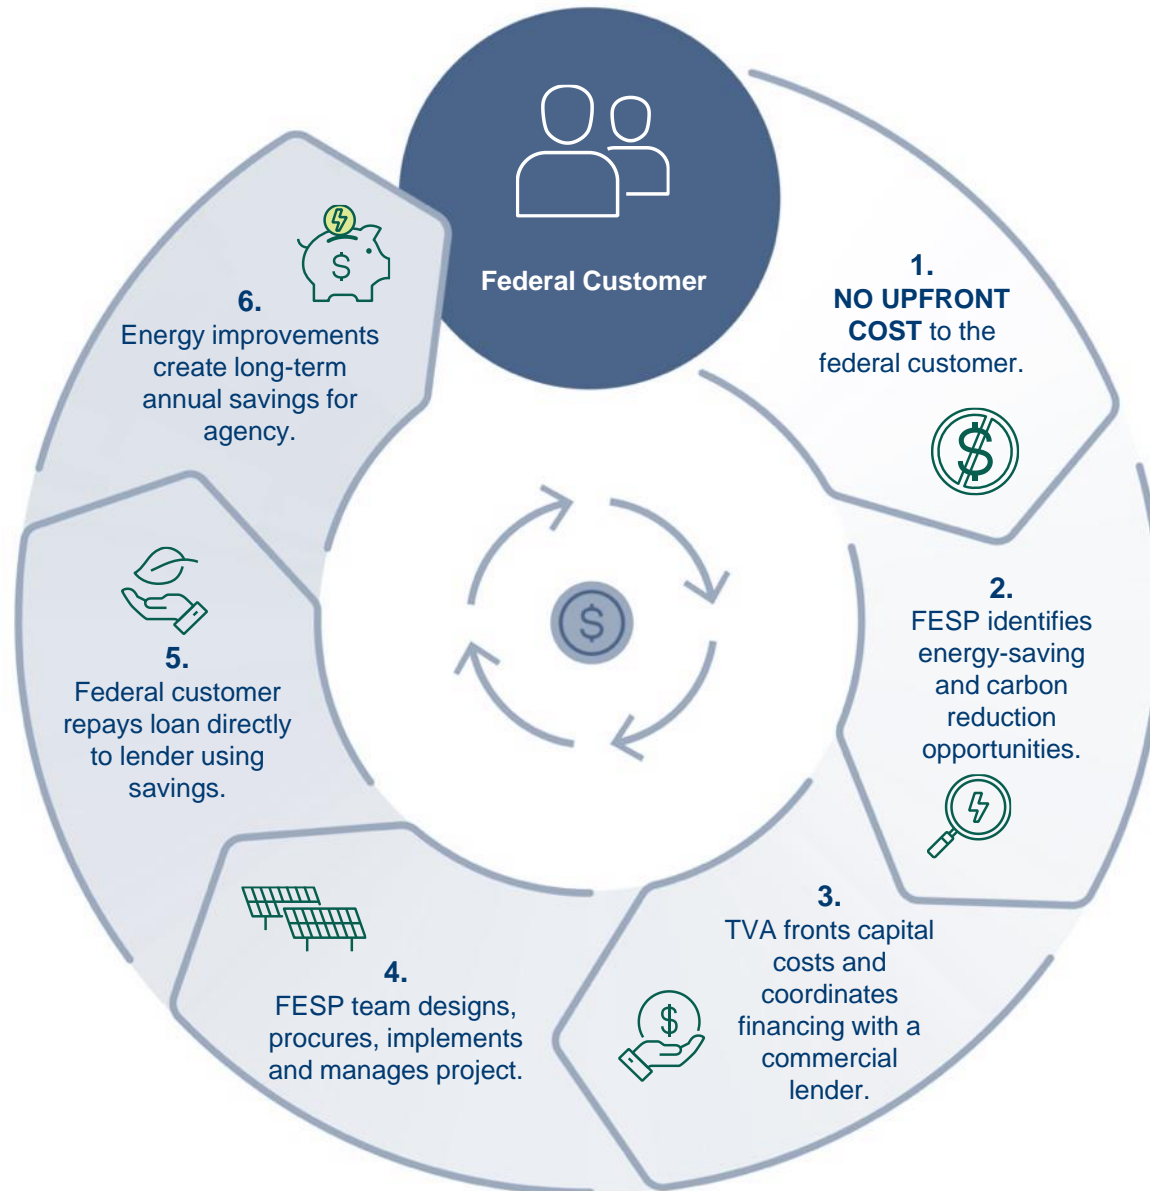 Federal Customer
1.
NO UPFRONT
COST to the
federal customer.
2.
FESP identifies
energy-saving
and carbon
reduction
opportunities.
3.
TVA fronts capital
costs and
coordinates
financing with a
commercial
lender.
4.
FESP team designs,
procures, implements
and manages project.
5.
Federal customer
repays loan directly
to lender using
savings.
6.
Energy improvements
create long-term
annual savings for
agency.
$
$
$
$